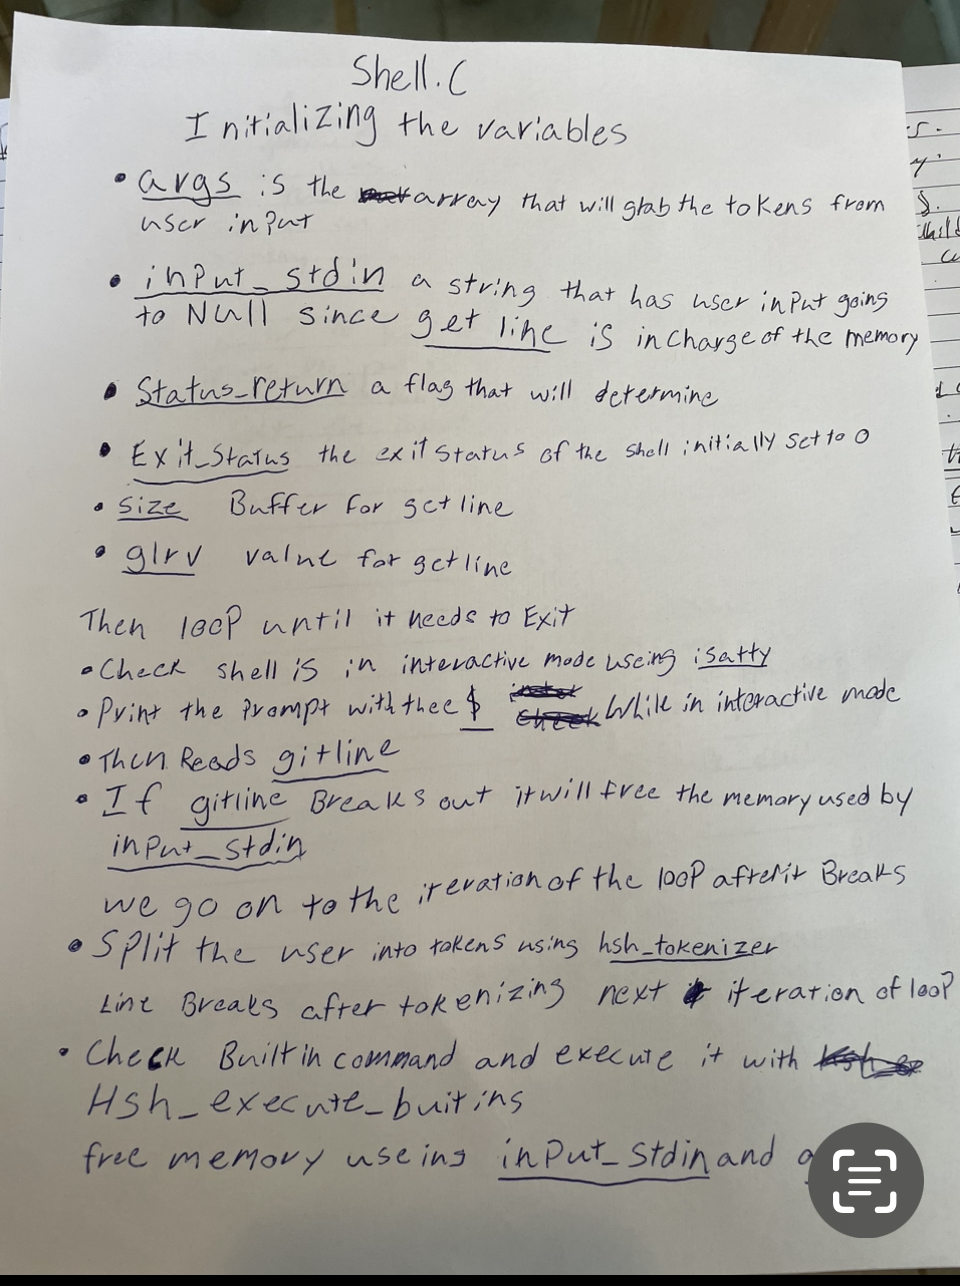 Shell.C
Initializing the variables
• args is the array that will grab the tokens from
user input
• input_stdin a string that has user input going
to Null since get line is in charge of the memory
• Status_return a flag that will determine
• Exit_Status the exit status of the shell initially set to 0
• size Buffer for getline
• glrv value for getline
Then loop until it needs to Exit
• Check shell is in interactive mode useing isatty
• Print the Prompt with thee $ While in interactive mode
• Then Reads gitline
• If gitline Breaks out it will free the memory used by
input_stdin
we go on to the iteration of the loop after it Breaks
• Split the user into tokens using hsh_tokenizer
Line Breaks after tokenizing next iteration of loop
• Check Builtin command and execute it with
Hsh_execute_buitins
free memory useing input_stdin and